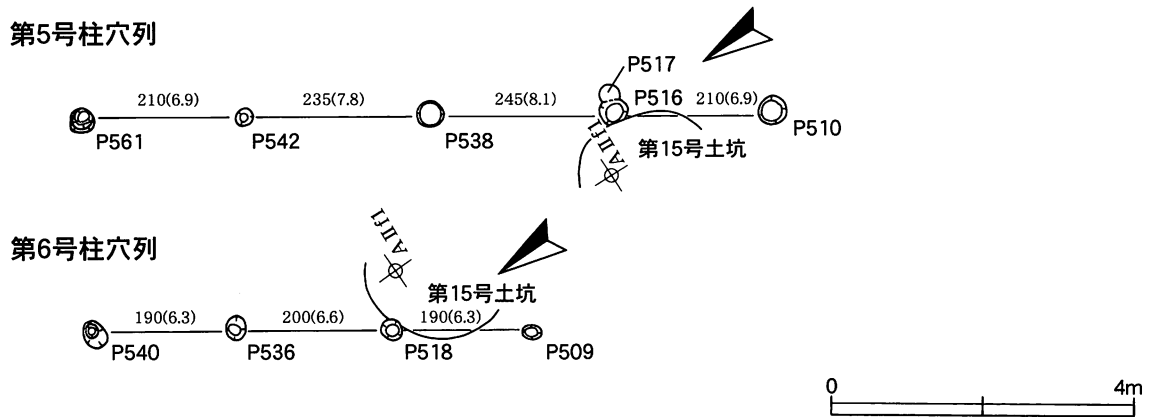 第5号柱穴列
P517
210(6.9)
235(7.8)
245(8.1)
P516
210(6.9)
P561
P542
P538
P510
第15号土坑
AⅡf1
第6号柱穴列
AⅡf1
第15号土坑
190(6.3)
200(6.6)
190(6.3)
P540
P536
P518
P509
0
4m